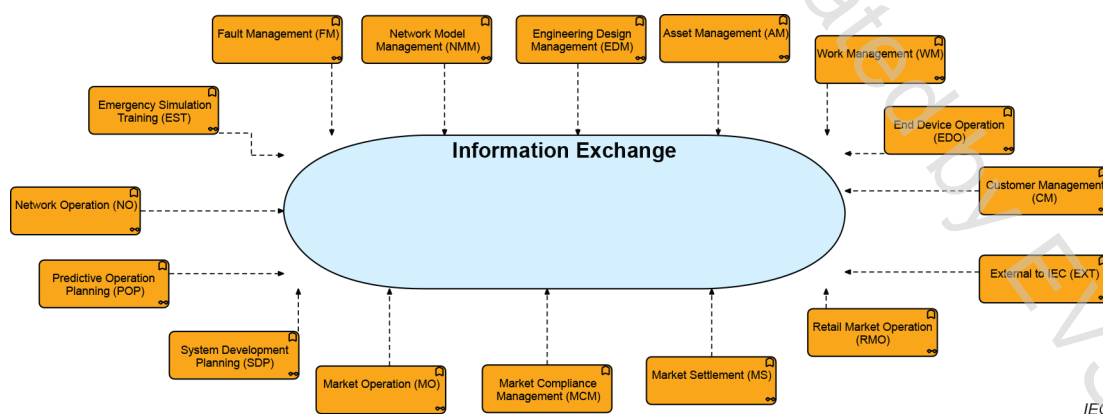 Fault Management (FM)
Network Model
Management (NMM)
Engineering Design
Management (EDM)
Asset Management (AM)
Work Management (WM)
Emergency Simulation
Training (EST)
End Device Operation
(EDO)
Information Exchange
Customer Management
(CM)
Network Operation (NO)
Predictive Operation
Planning (POP)
External to IEC (EXT)
System Development
Planning (SDP)
Retail Market Operation
(RMO)
Market Operation (MO)
Market Compliance
Management (MCM)
Market Settlement (MS)
IEC
by EVS